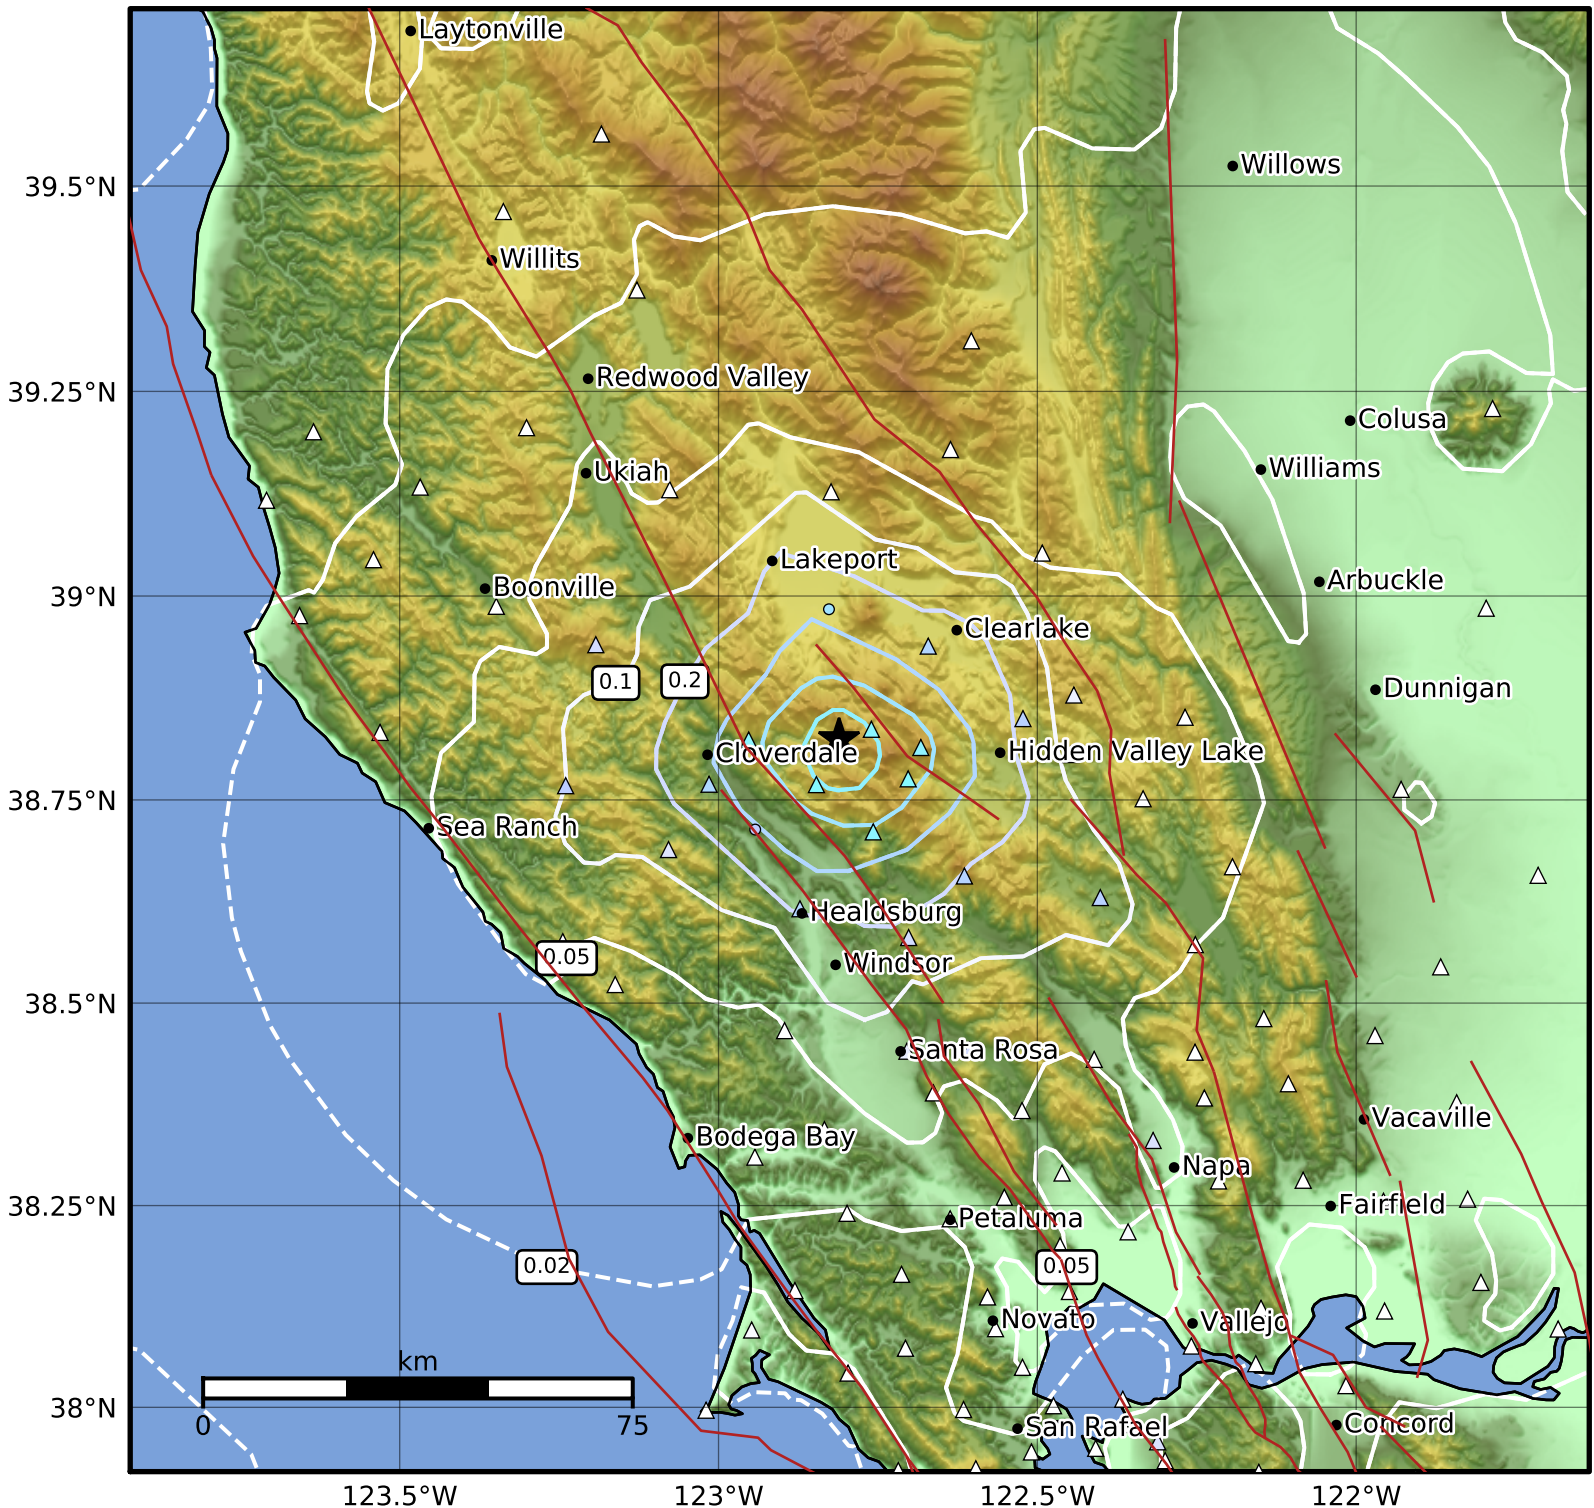 Laytonville
Willows
39.5°N
Willits
Redwood Valley
39.25°N
Colusa
Ukiah
Williams
Lakeport
Arbuckle
39°N
Boonville
Clearlake
0.1
0.2
Dunnigan
Cloverdale
Hidden Valley Lake
38.75°N
Sea Ranch
Healdsburg
0.05
Windsor
38.5°N
Santa Rosa
Vacaville
Bodega Bay
Napa
38.25°N
Fairfield
Petaluma
0.02
0.05
Novato
Vallejo
km
0
75
38°N
San Rafael
Concord
123.5°W
123°W
122.5°W
122°W